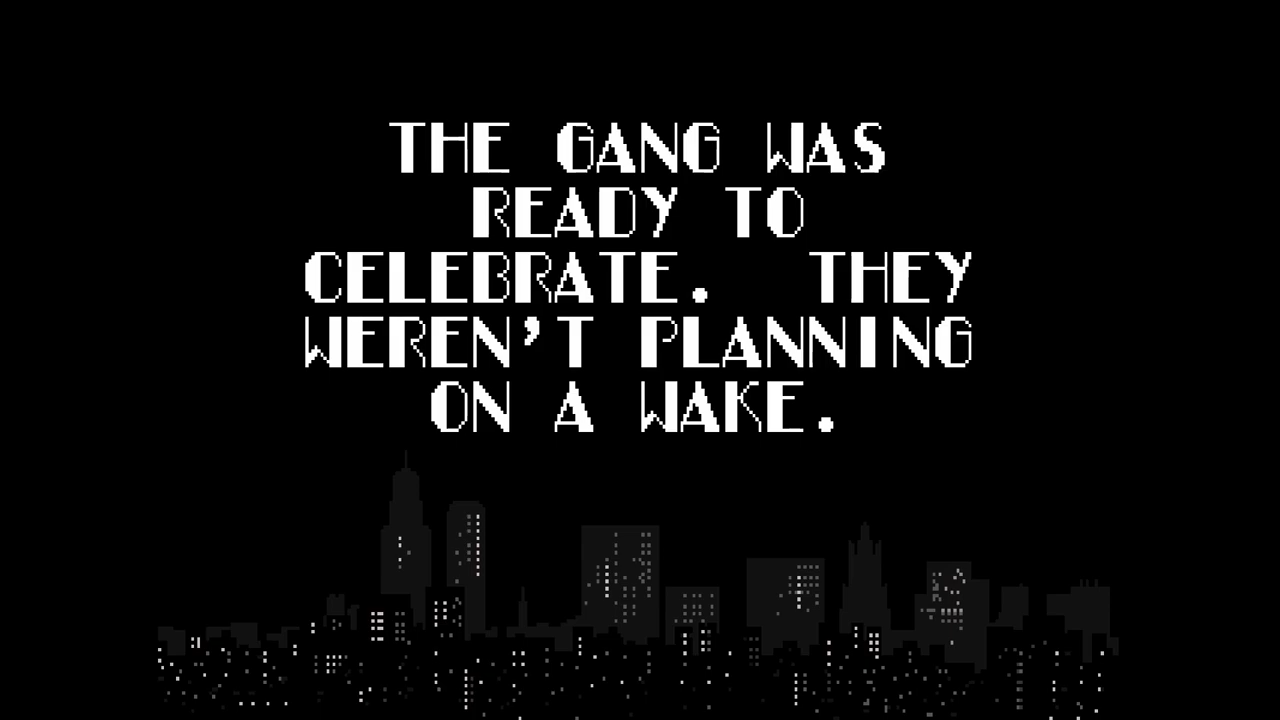 THE GANG WAS
READY TO
CELEBRATE.  THEY
WEREN'T PLANNING
ON A WAKE.